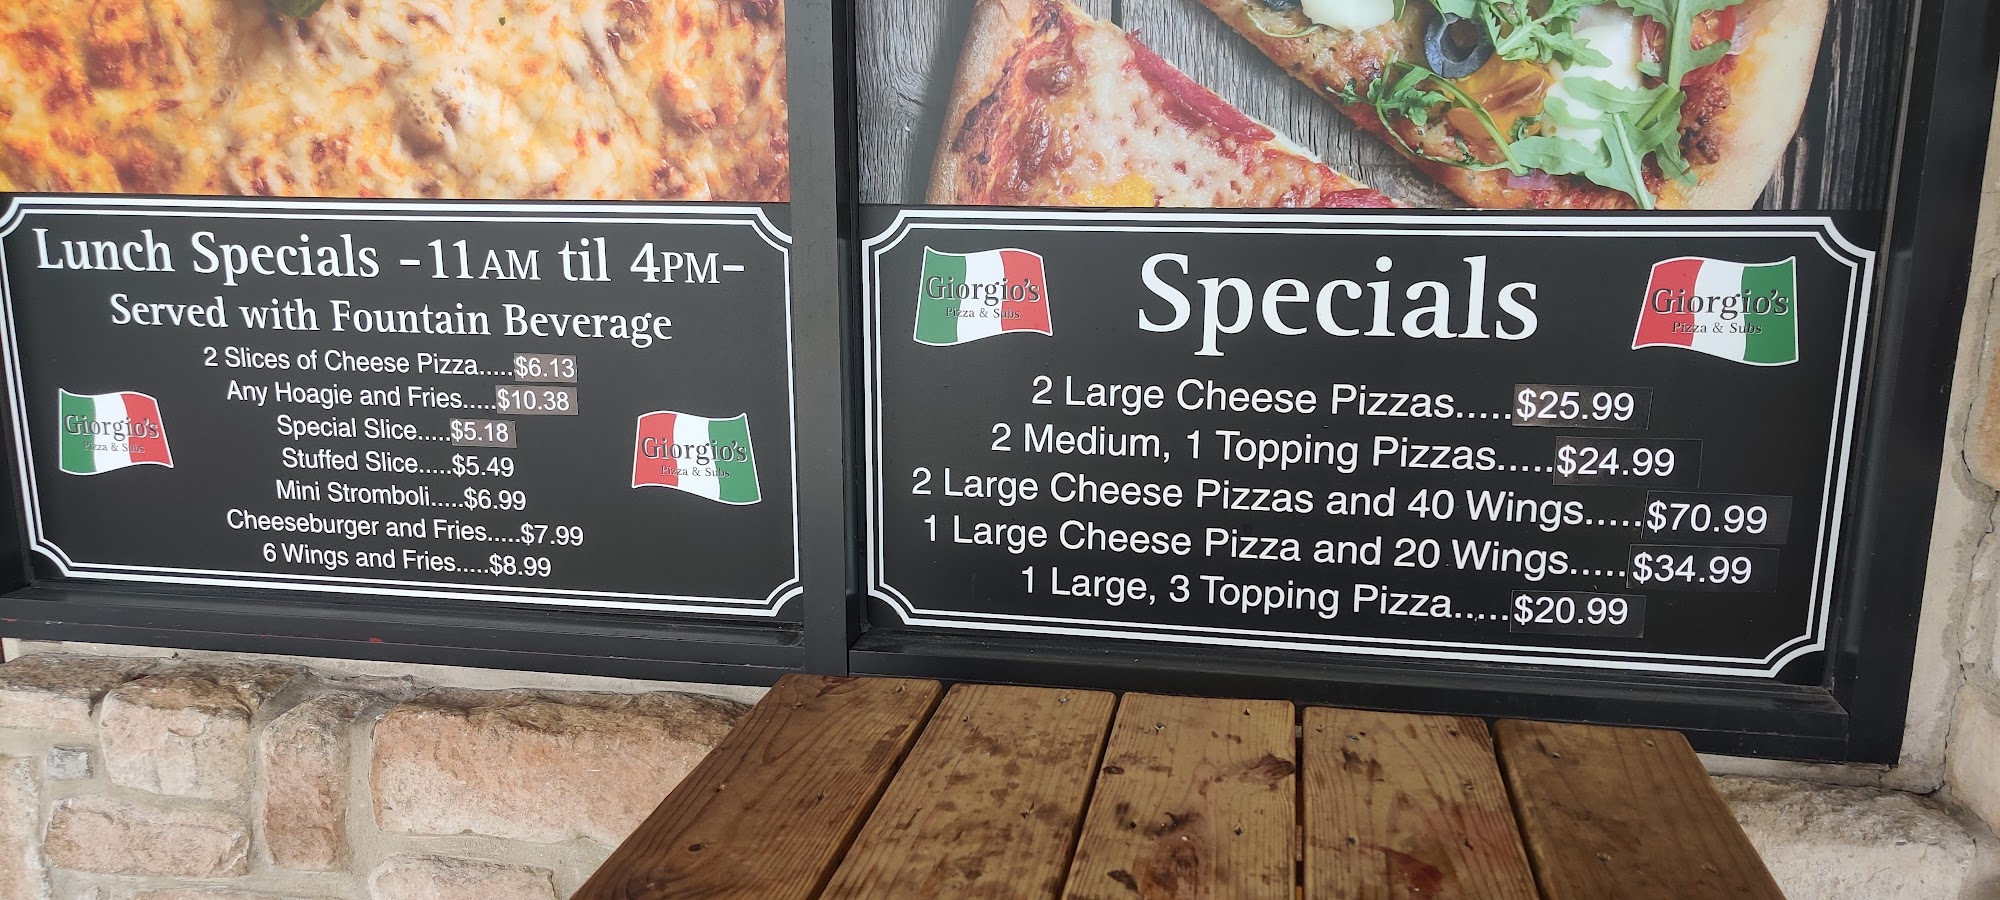 Lunch Specials -11AM til 4PM-
Served with Fountain Beverage
2 Slices of Cheese Pizza.....$6.13
Any Hoagie and Fries.....$10.38
Special Slice.....$5.18
Stuffed Slice.....$5.49
Mini Stromboli.....$6.99
Cheeseburger and Fries.....$7.99
6 Wings and Fries.....$8.99
Giorgio's
Pizza & Subs
Giorgio's
Pizza & Subs
Giorgio's
Pizza & Subs
Specials
Giorgio's
Pizza & Subs
2 Large Cheese Pizzas.....$25.99
2 Medium, 1 Topping Pizzas.....$24.99
2 Large Cheese Pizzas and 40 Wings.....$70.99
1 Large Cheese Pizza and 20 Wings.....$34.99
1 Large, 3 Topping Pizza.....$20.99